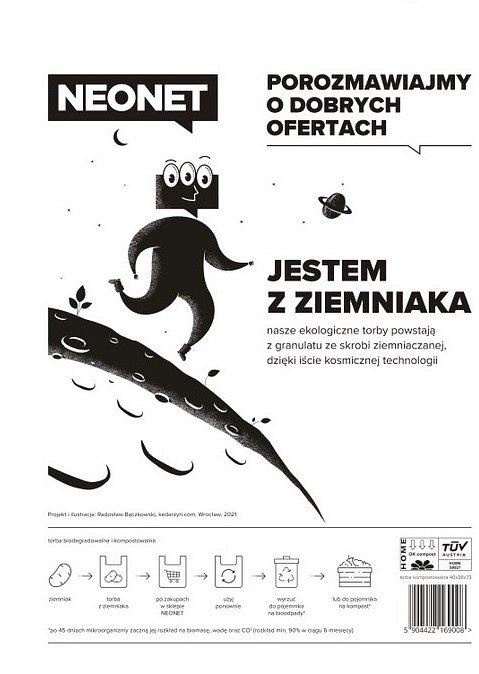 NEONET
POROZMAWIAJMY
O DOBRYCH
OFERTACH
JESTEM
Z ZIEMNIAKA
nasze ekologiczne torby powstają
z granulatu ze skrobi ziemniaczanej,
dzięki iście kosmicznej technologii
Projekt i ilustracja: Radosław Bączkowski, kedarzyn.com, Wrocław, 2021
torba biodegradowalna i kompostowalna
ziemniak
torba
z ziemniaka
po zakupach
w sklepie
NEONET
użyj
ponownie
wyrzuć
do pojemnika
na bioodpady*
lub do pojemnika
na kompost*
*po 45 dniach mikroorganizmy zaczną jej rozkład na biomasę, wodę oraz CO² (rozkład min. 90% w ciągu 6 miesięcy)
HOME
OK compost
TÜV
AUSTRIA
HOME
torba kompostowalna 40x38x73
5 904422 169008 >